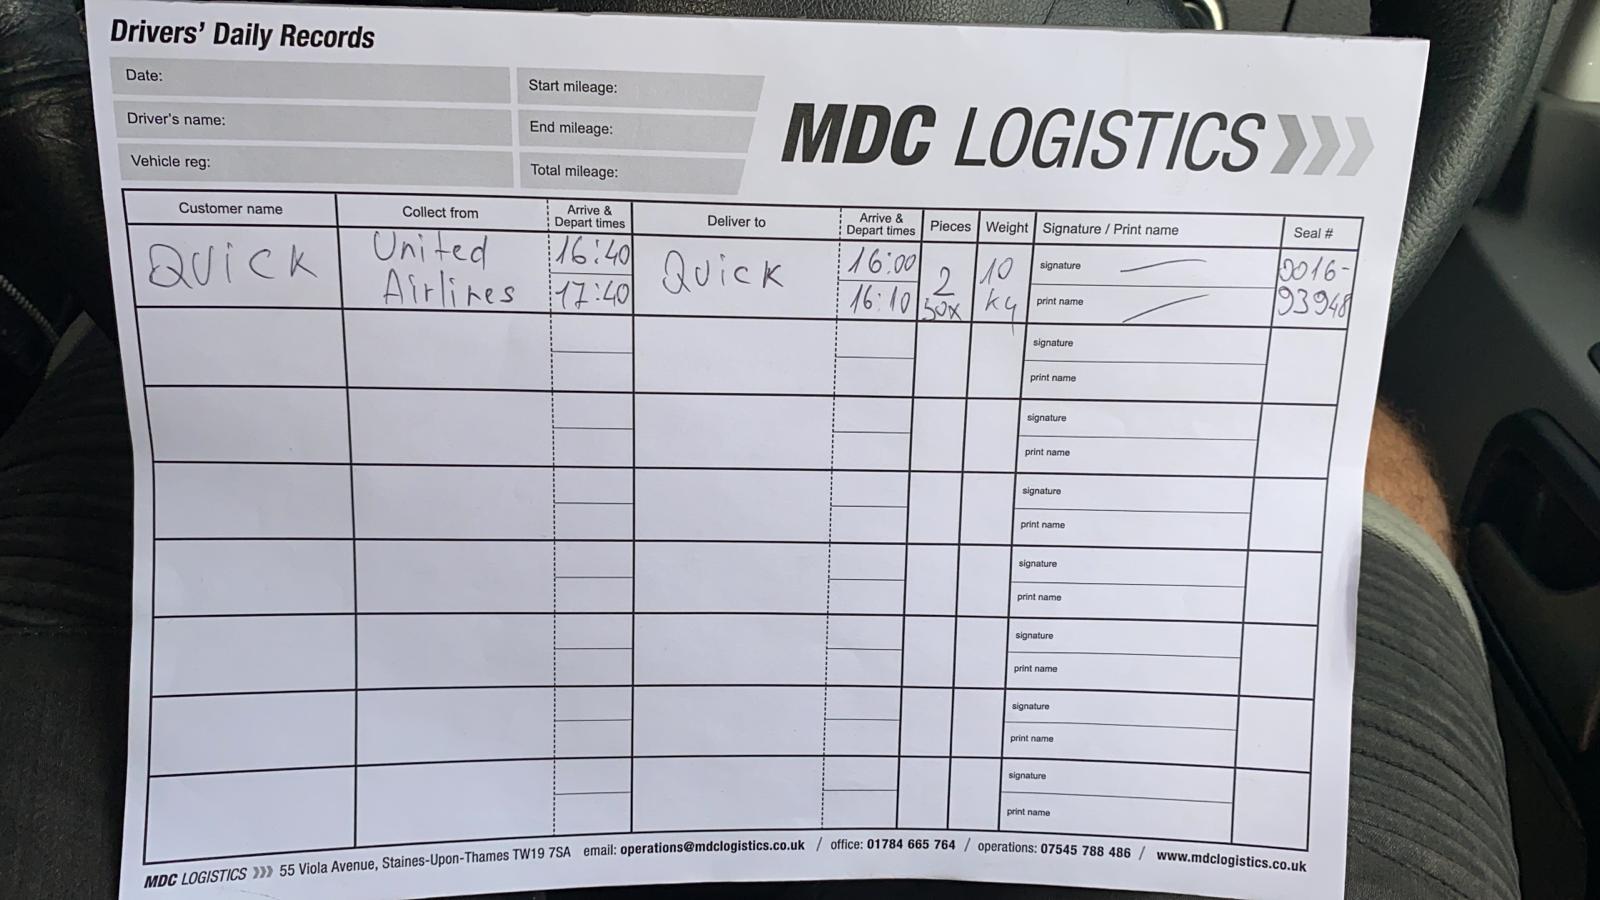 Drivers' Daily Records
Date:
Start mileage:
Driver's name:
End mileage:
Vehicle reg:
Total mileage:
MDC LOGISTICS
Customer name
Collect from
Arrive &
Depart times
Deliver to
Arrive &
Depart times
Pieces
Weight
Signature / Print name
Seal #
Quick
United
Airlines
16:40
17:40
Quick
16:00
16:10
2
box
10
kg
signature
print name
0016-
93948
signature
print name
signature
print name
signature
print name
signature
print name
signature
print name
signature
print name
signature
print name
MDC LOGISTICS 55 Viola Avenue, Staines-Upon-Thames TW19 7SA email: operations@mdclogistics.co.uk / office: 01784 665 764 / operations: 07545 788 486 / www.mdclogistics.co.uk